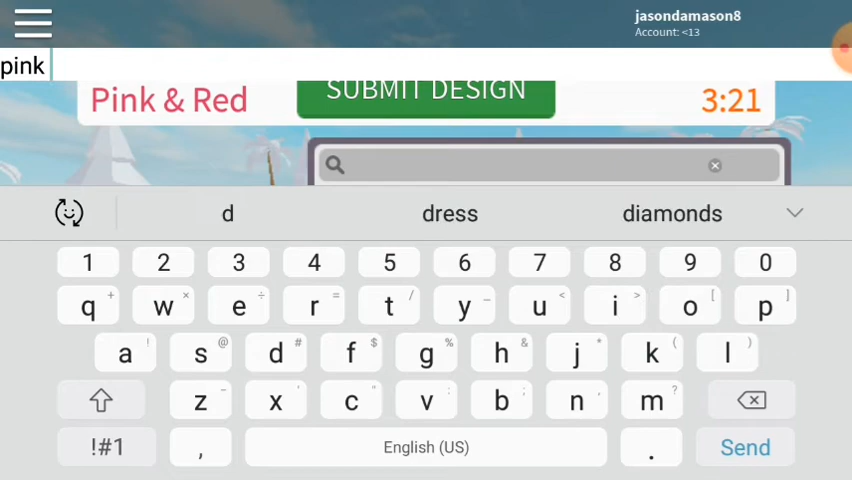 jasondamason8
Account: <13
pink
Pink & Red
SUBMIT DESIGN
3:21
d dress diamonds
1 2 3 4 5 6 7 8 9 0
q + w × e ÷ r = t / y _ u < i > o [ p ]
a ! s @ d # f $ g % h & j * k ( l )
z - x ' c " v : b ; n , m ?
!#1 , English (US) . Send